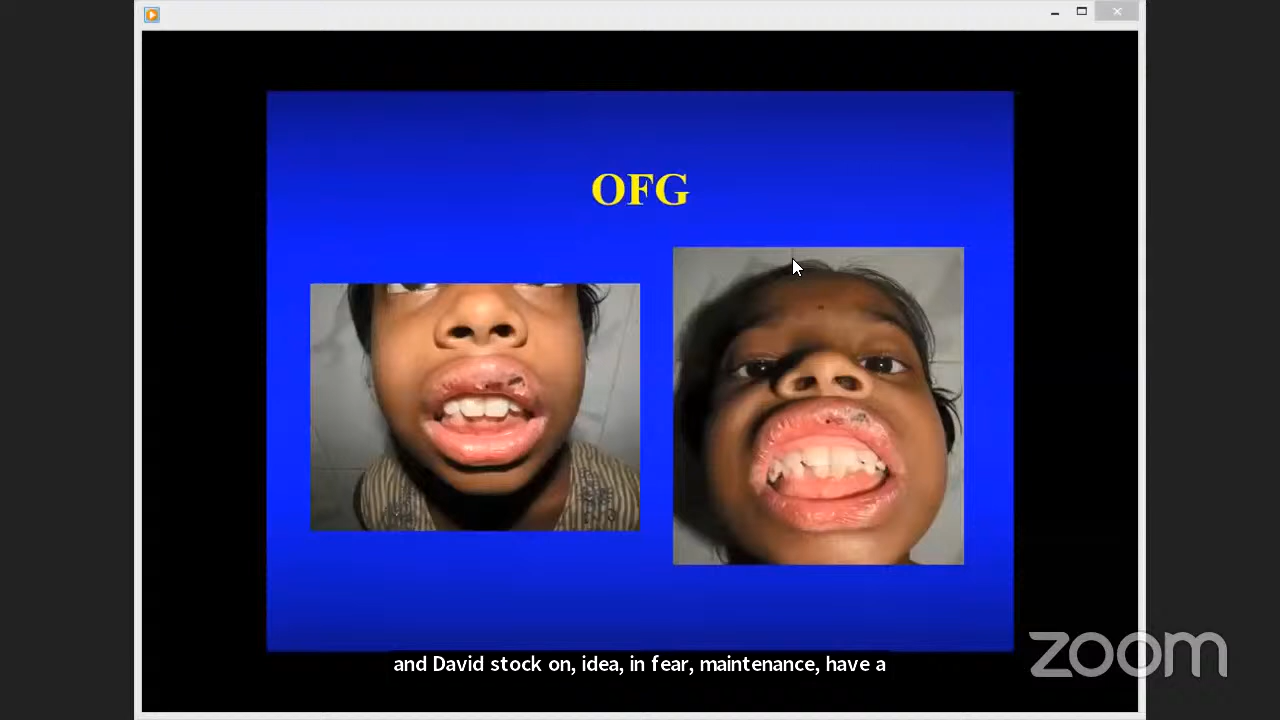 OFG
and David stock on, idea, in fear, maintenance, have a
zoom